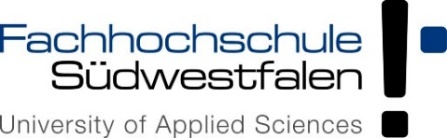 Fachhochschule
Südwestfalen
University of Applied Sciences